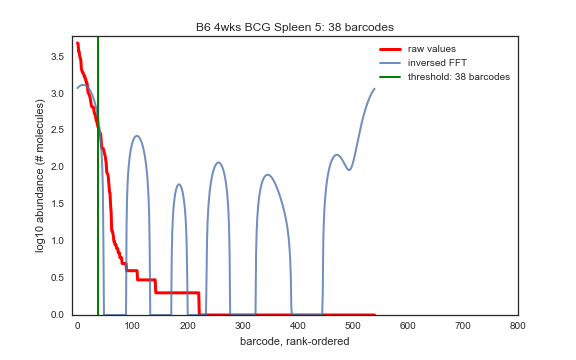 B6 4wks BCG Spleen 5: 38 barcodes
raw values
inversed FFT
threshold: 38 barcodes
log10 abundance (# molecules)
3.5
3.0
2.5
2.0
1.5
1.0
0.5
0.0
0 100 200 300 400 500 600 700 800
barcode, rank-ordered